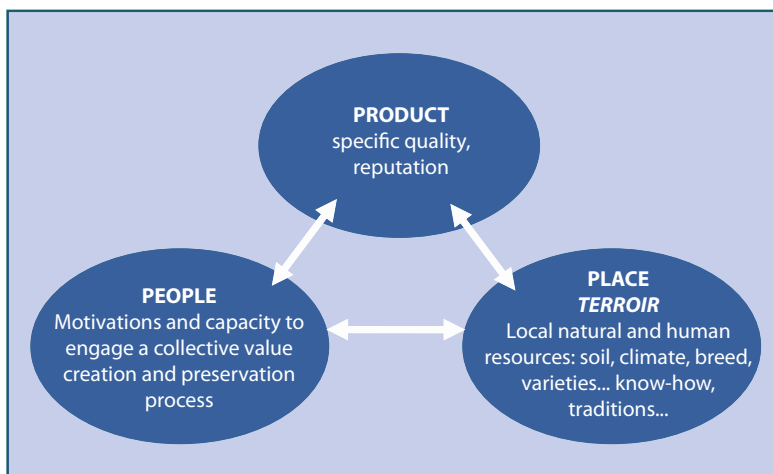 PRODUCT
specific quality,
reputation
PEOPLE
Motivations and capacity to
engage a collective value
creation and preservation
process
PLACE
TERROIR
Local natural and human
resources: soil, climate, breed,
varieties... know-how,
traditions...